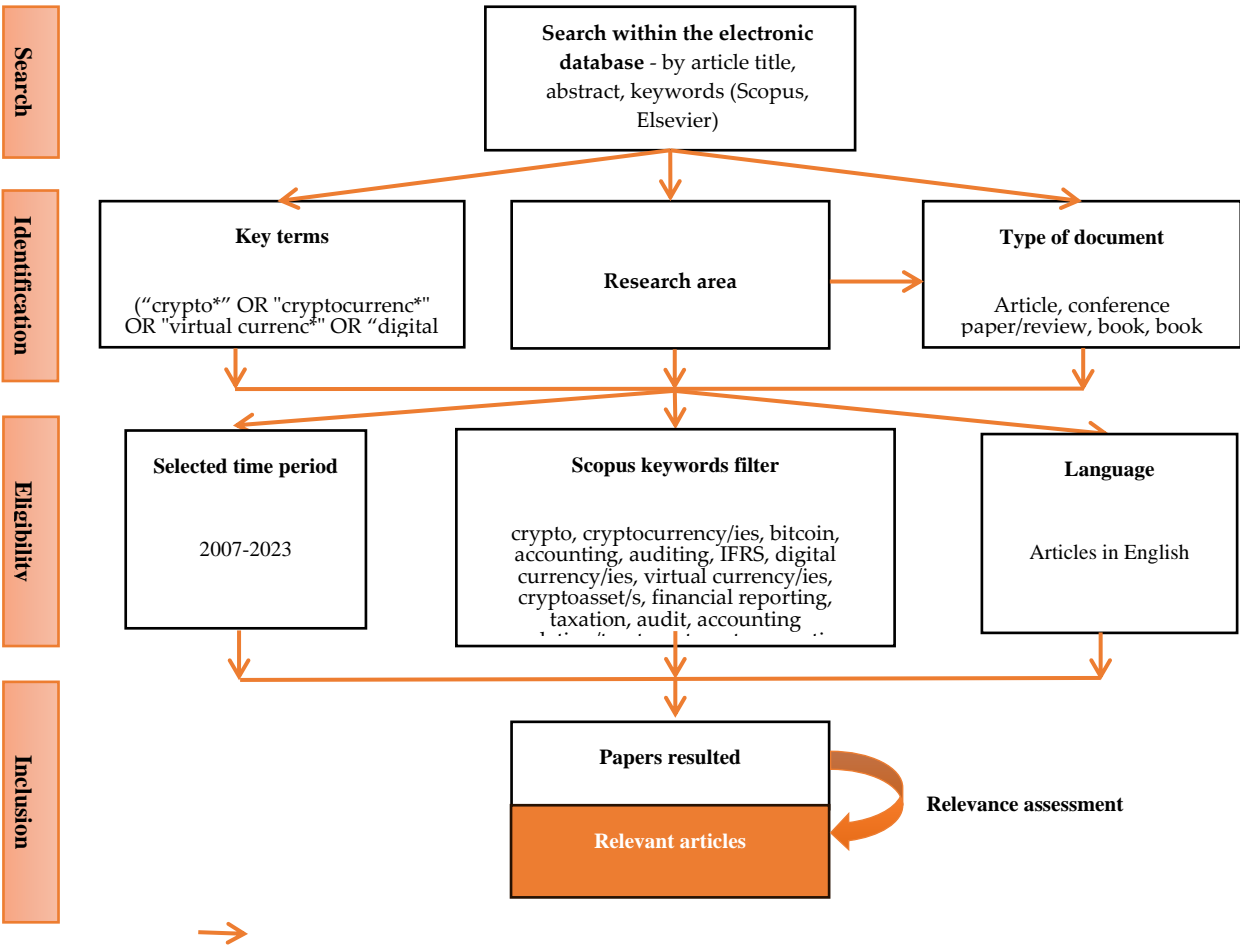 Search
Search within the electronic
database - by article title,
abstract, keywords (Scopus,
Elsevier)
Identification
Key terms
(“crypto*” OR "cryptocurrenc*"
OR "virtual currenc*" OR “digital
Research area
Type of document
Article, conference
paper/review, book, book
Eligibility
Selected time period
2007-2023
Scopus keywords filter
crypto, cryptocurrency/ies, bitcoin,
accounting, auditing, IFRS, digital
currency/ies, virtual currency/ies,
cryptoasset/s, financial reporting,
taxation, audit, accounting
Language
Articles in English
Inclusion
Papers resulted
Relevant articles
Relevance assessment